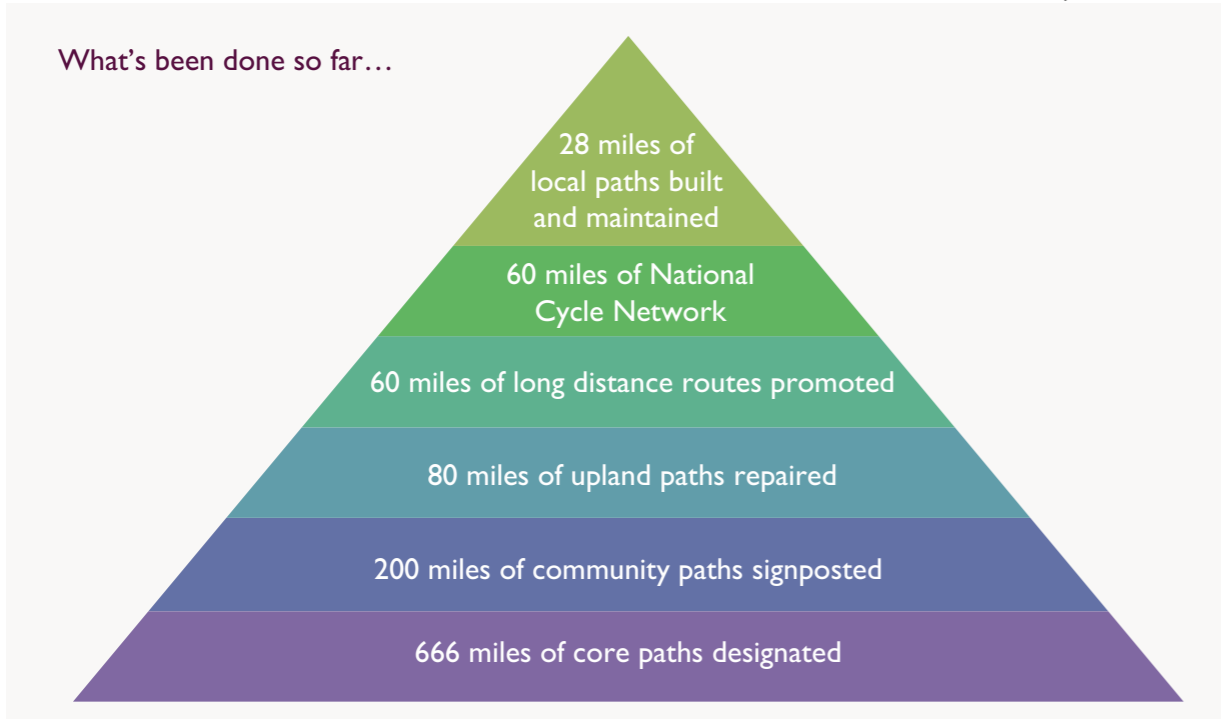 What’s been done so far…
28 miles of
local paths built
and maintained
60 miles of National
Cycle Network
60 miles of long distance routes promoted
80 miles of upland paths repaired
200 miles of community paths signposted
666 miles of core paths designated